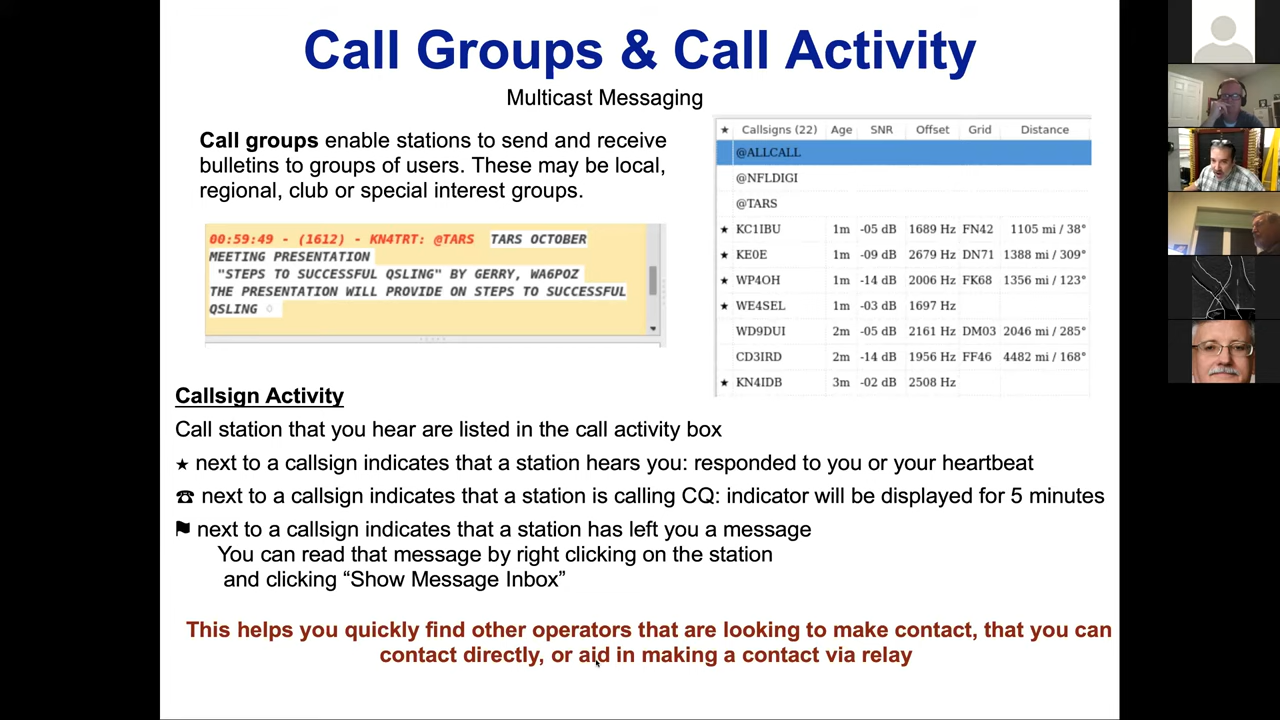 Call Groups & Call Activity
Multicast Messaging
Call groups enable stations to send and receive
bulletins to groups of users. These may be local,
regional, club or special interest groups.
00:59:49 - (1612) - KN4TRT: @TARS TARS OCTOBER
MEETING PRESENTATION
"STEPS TO SUCCESSFUL QSLING" BY GERRY, WA6POZ
THE PRESENTATION WILL PROVIDE ON STEPS TO SUCCESSFUL
QSLING ♢
★ Callsigns (22) Age SNR Offset Grid Distance
@ALLCALL
@NFLDIGI
@TARS
★ KC1IBU 1m -05 dB 1689 Hz FN42 1105 mi / 38°
★ KE0E 1m -09 dB 2679 Hz DN71 1388 mi / 309°
★ WP4OH 1m -14 dB 2006 Hz FK68 1356 mi / 123°
★ WE4SEL 1m -03 dB 1697 Hz
WD9DUI 2m -05 dB 2161 Hz DM03 2046 mi / 285°
CD3IRD 2m -14 dB 1956 Hz FF46 4482 mi / 168°
★ KN4IDB 3m -02 dB 2508 Hz
Callsign Activity
Call station that you hear are listed in the call activity box
★ next to a callsign indicates that a station hears you: responded to you or your heartbeat
☎ next to a callsign indicates that a station is calling CQ: indicator will be displayed for 5 minutes
⚑ next to a callsign indicates that a station has left you a message
You can read that message by right clicking on the station
and clicking “Show Message Inbox”
This helps you quickly find other operators that are looking to make contact, that you can
contact directly, or aid in making a contact via relay